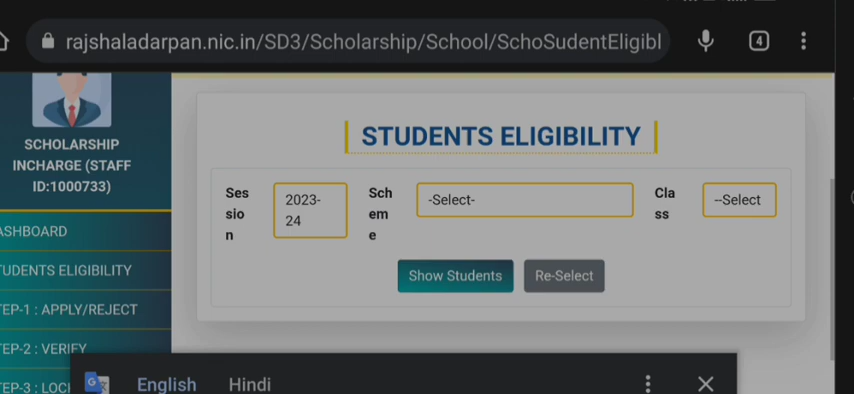 rajshaladarpan.nic.in/SD3/Scholarship/School/SchoSudentEligibl
4
SCHOLARSHIP
INCHARGE (STAFF
ID:1000733)
ASHBOARD
TUDENTS ELIGIBILITY
TEP-1 : APPLY/REJECT
TEP-2 : VERIFY
TEP-3 : LOCK
STUDENTS ELIGIBILITY
Ses
sio
n
2023-
24
Sch
em
e
-Select-
Cla
ss
--Select
Show Students
Re-Select
English
Hindi